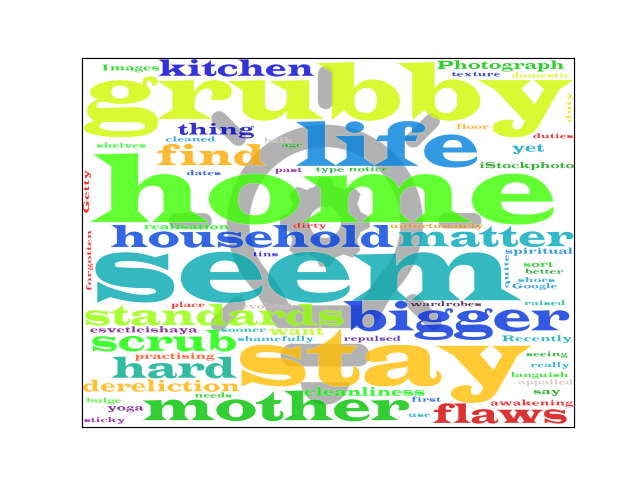 Images kitchen Photograph
texture domestic
grubby
duty
thing life floor
cleaned duties
shelves find age yet
past type notice iStockphoto
Getty dates
home
realisation dirty unfortunately
forgotten household matter
tins quite spiritual
seem sort
better
shoes
Google
place wardrobes raised
standards bigger
esvetleishaya sooner want
scrub shamefully repulsed Recently
practising stay seeing
hard really
languish
dereliction appalled
needs cleanliness say
bulge mother first awakening
yoga use flaws
sticky